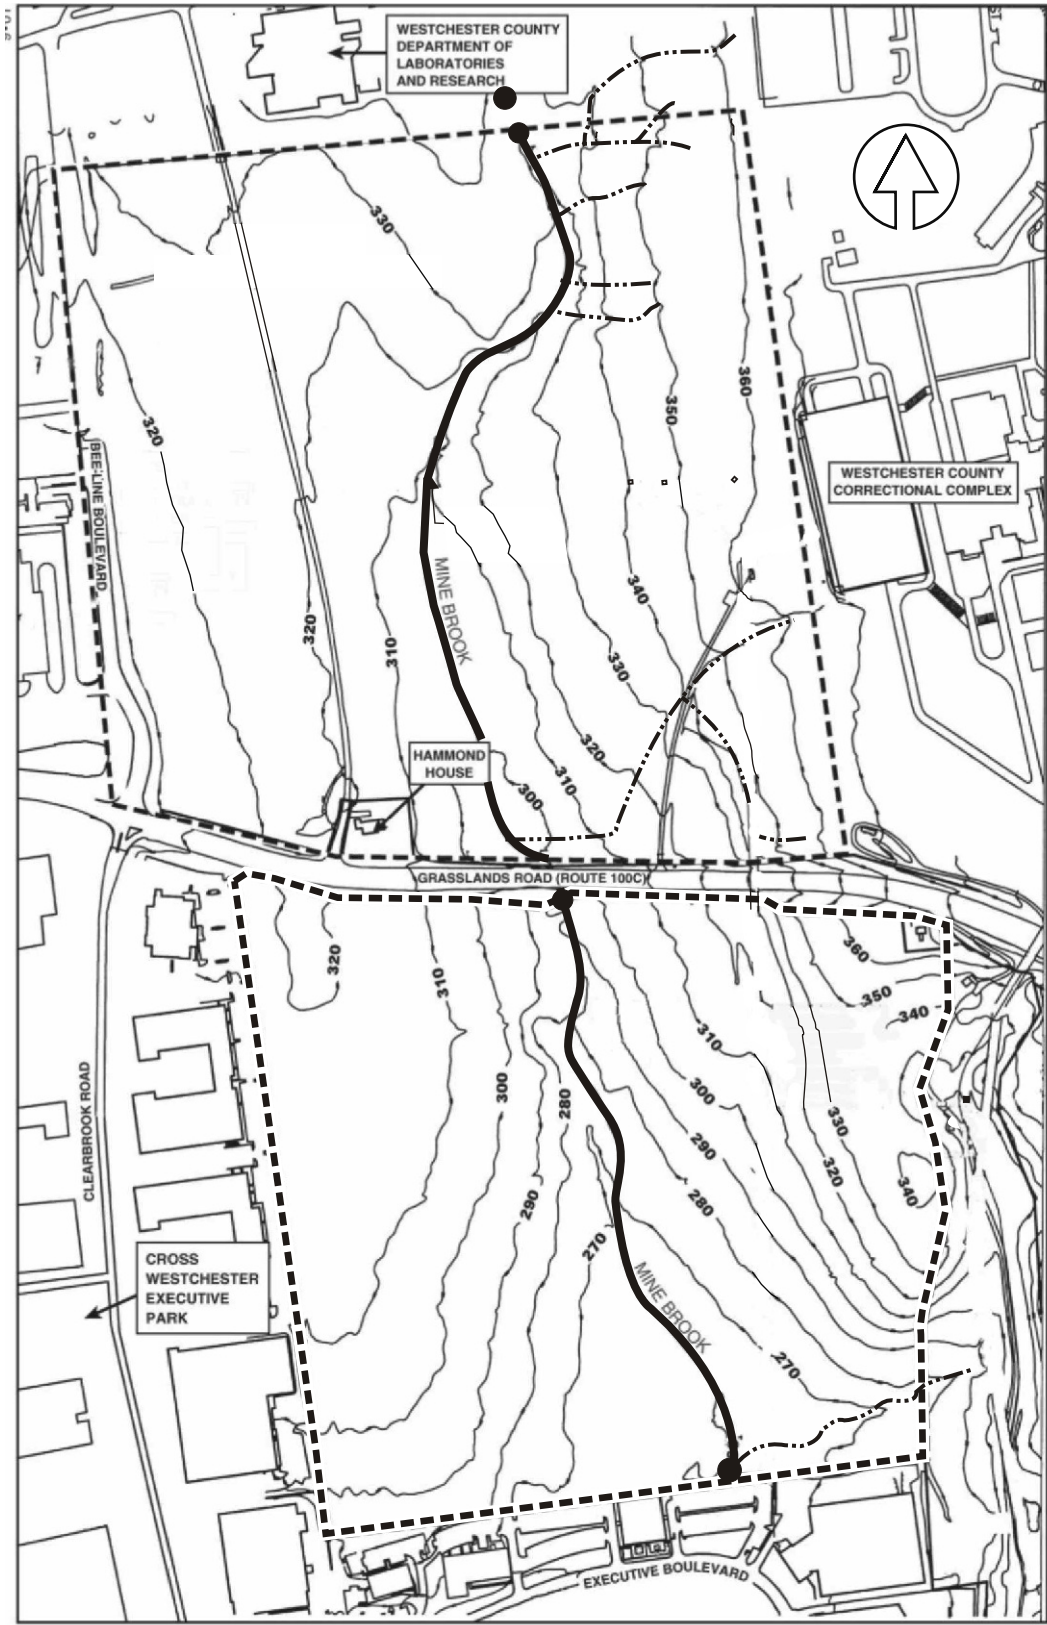 WESTCHESTER COUNTY
DEPARTMENT OF
LABORATORIES
AND RESEARCH
330
360
350
320
WESTCHESTER COUNTY
CORRECTIONAL COMPLEX
BEE-LINE BOULEVARD
MINE BROOK
340
320
310
330
320
HAMMOND
HOUSE
310
300
GRASSLANDS ROAD (ROUTE 100C)
360
320
310
350
340
310
CLEARBROOK ROAD
300
280
300
330
290
320
340
290
280
270
CROSS
WESTCHESTER
EXECUTIVE
PARK
MINE BROOK
270
EXECUTIVE BOULEVARD